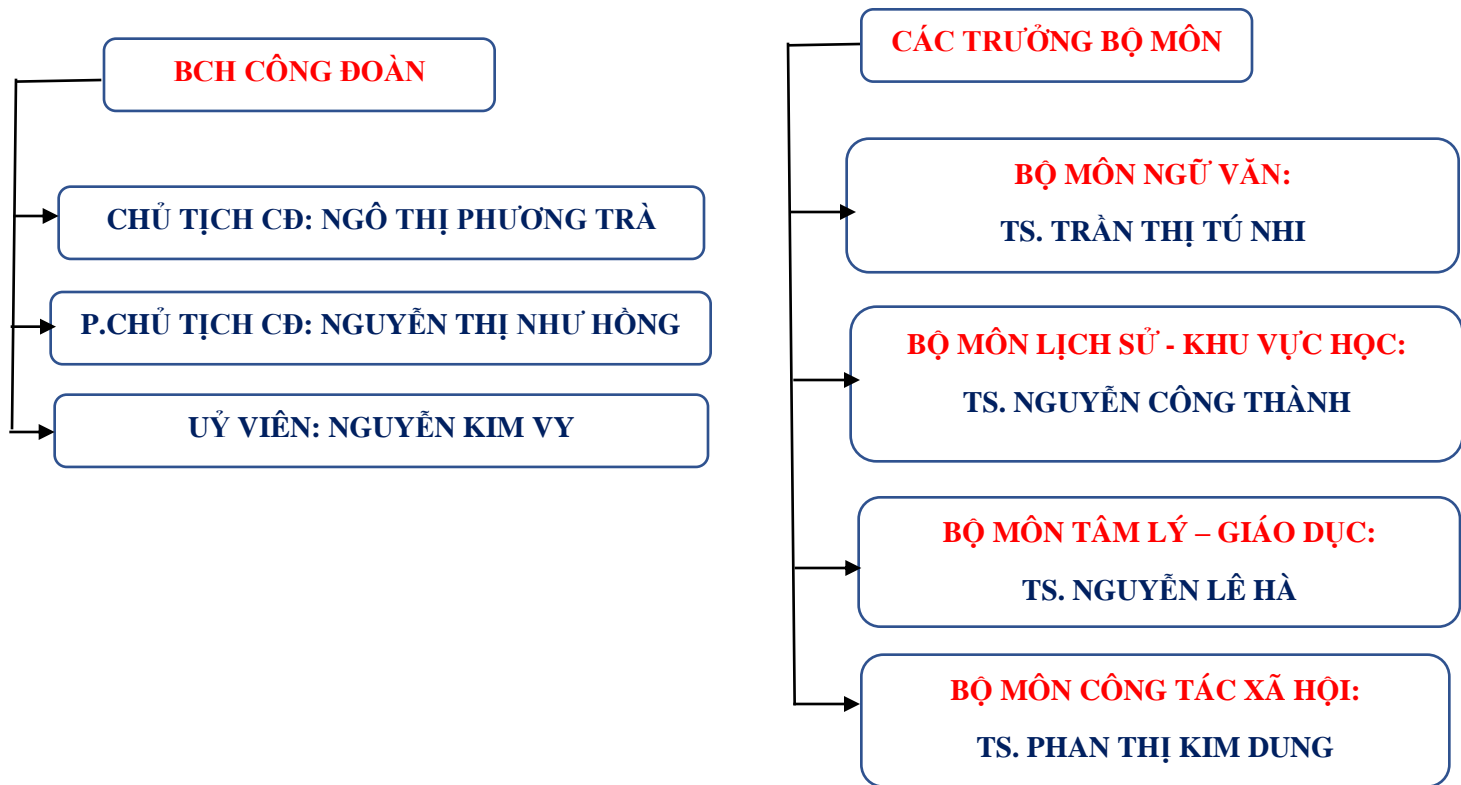 BCH CÔNG ĐOÀN
CHỦ TỊCH CĐ: NGÔ THỊ PHƯƠNG TRÀ
P.CHỦ TỊCH CĐ: NGUYỄN THỊ NHƯ HỒNG
UỶ VIÊN: NGUYỄN KIM VY
CÁC TRƯỞNG BỘ MÔN
BỘ MÔN NGỮ VĂN:
TS. TRẦN THỊ TÚ NHI
BỘ MÔN LỊCH SỬ - KHU VỰC HỌC:
TS. NGUYỄN CÔNG THÀNH
BỘ MÔN TÂM LÝ – GIÁO DỤC:
TS. NGUYỄN LÊ HÀ
BỘ MÔN CÔNG TÁC XÃ HỘI:
TS. PHAN THỊ KIM DUNG